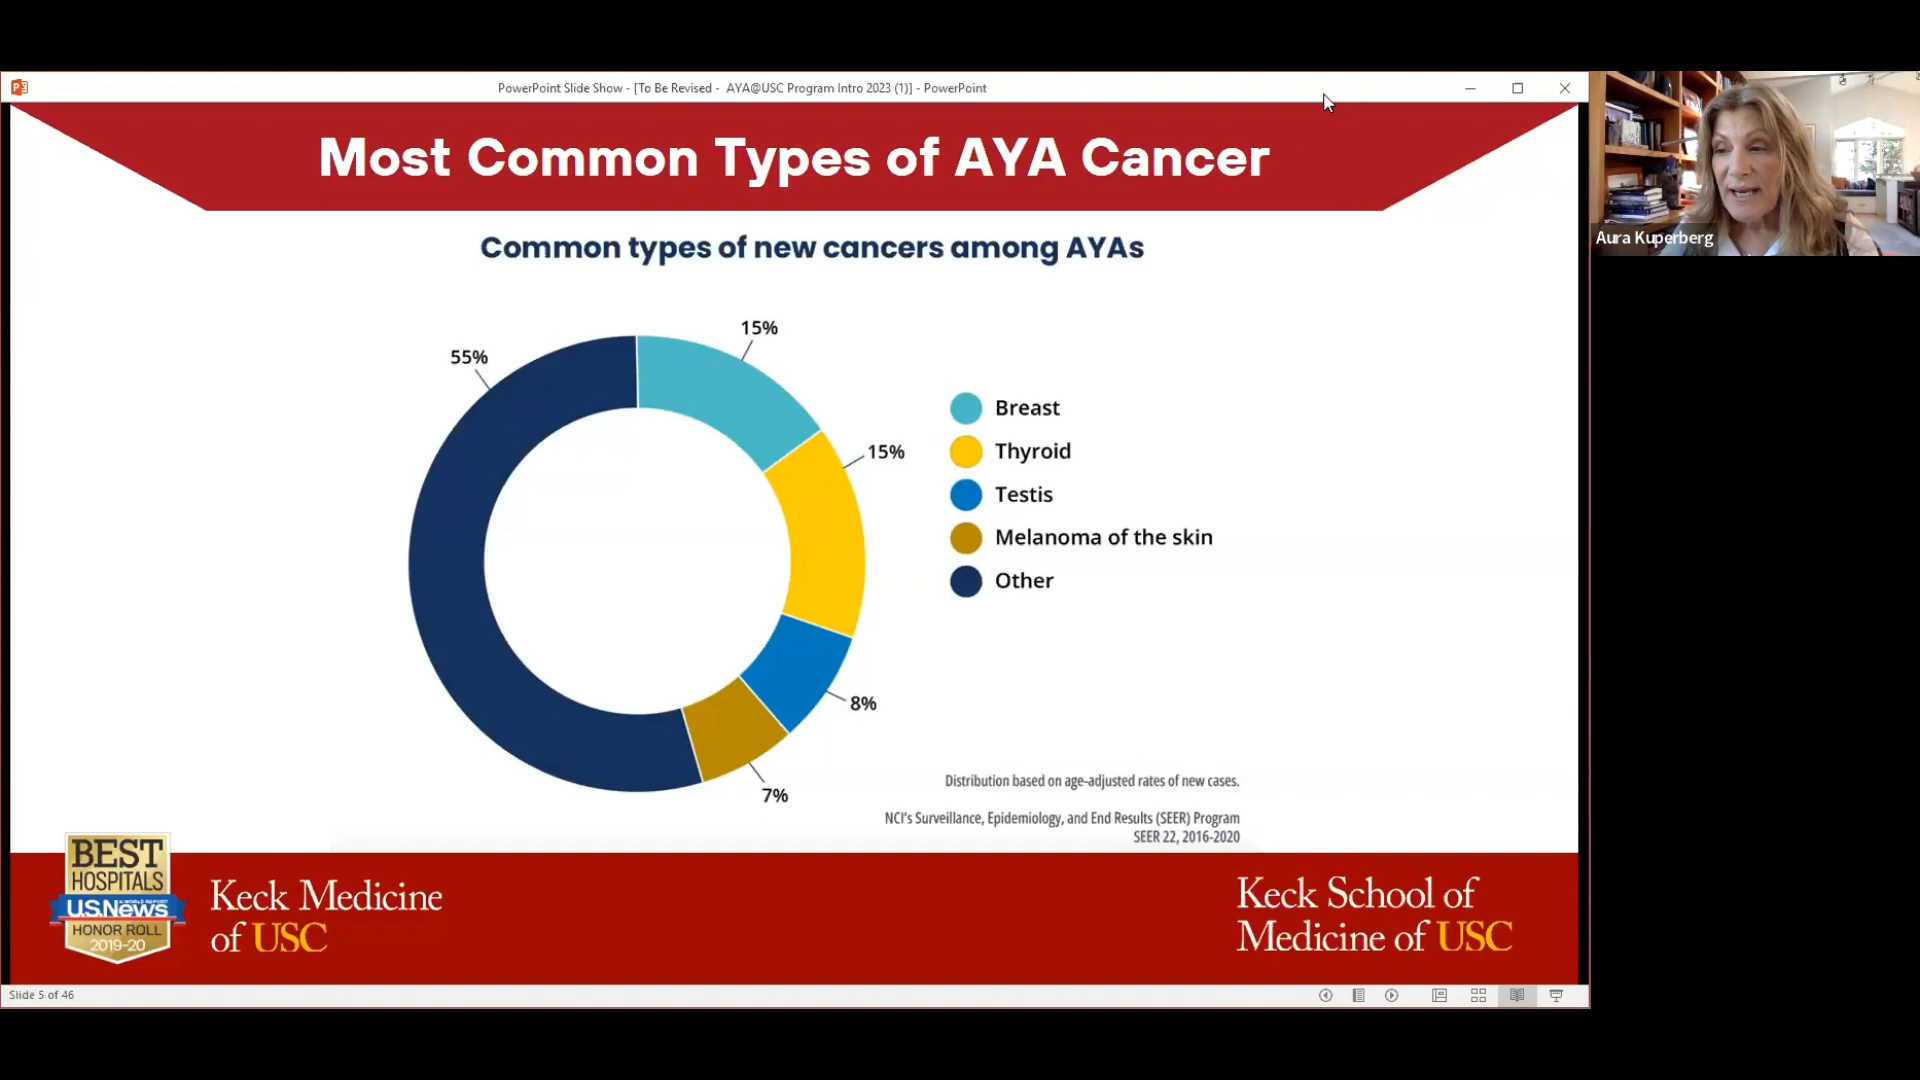 PowerPoint Slide Show - [To Be Revised - AYA@USC Program Intro 2023 (1)] - PowerPoint
Most Common Types of AYA Cancer
Aura Kuperberg
Common types of new cancers among AYAs
15%
55%
15%
8%
7%
Breast
Thyroid
Testis
Melanoma of the skin
Other
Distribution based on age-adjusted rates of new cases.
NCI's Surveillance, Epidemiology, and End Results (SEER) Program
SEER 22, 2016-2020
BEST
HOSPITALS
U.S.News
& WORLD REPORT
HONOR ROLL
2019-20
Keck Medicine
of USC
Keck School of
Medicine of USC
Slide 5 of 46